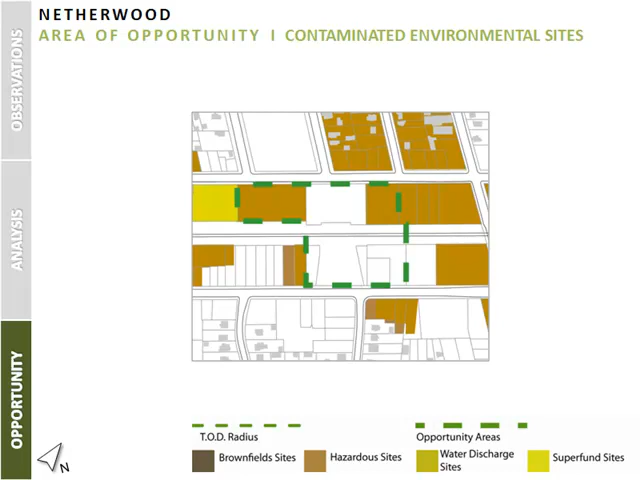 NETHERWOOD
AREA OF OPPORTUNITY I CONTAMINATED ENVIRONMENTAL SITES
OBSERVATIONS
ANALYSIS
OPPORTUNITY
N
T.O.D. Radius
Opportunity Areas
Brownfields Sites
Hazardous Sites
Water Discharge
Sites
Superfund Sites